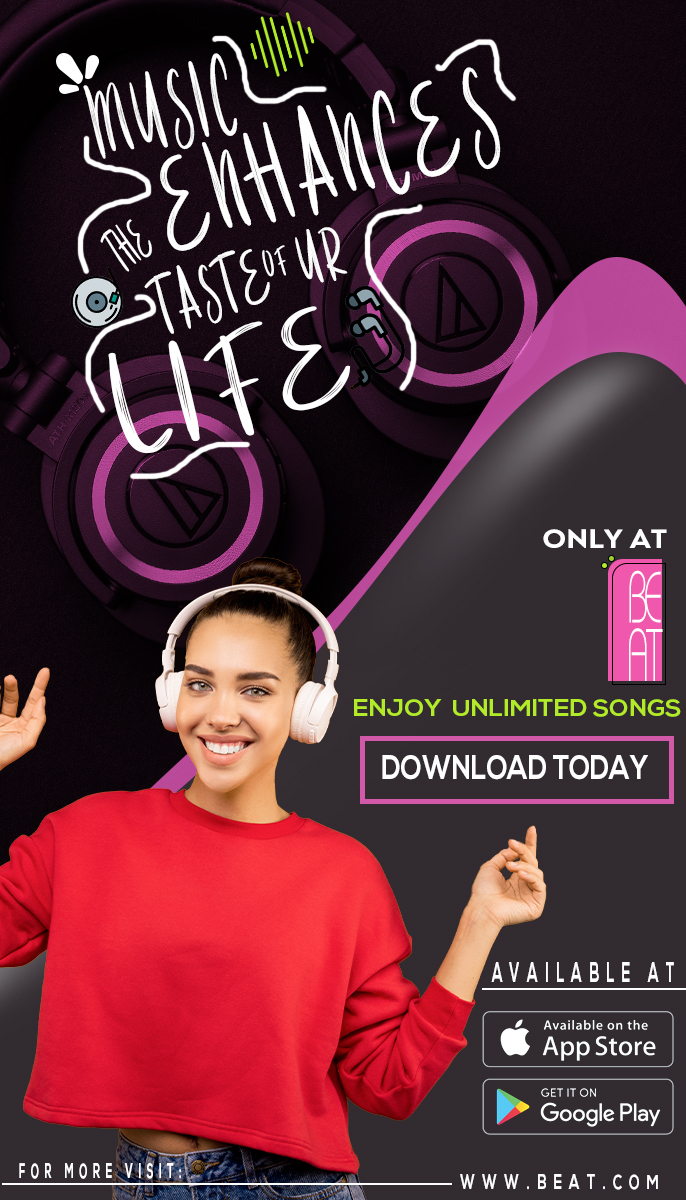 MUSIC
ENHANCES
THE
TASTE OF UR
LIFE
ONLY AT
BE
AT
ENJOY UNLIMITED SONGS
DOWNLOAD TODAY
AVAILABLE AT
Available on the
App Store
GET IT ON
Google Play
FOR MORE VISIT:
WWW.BEAT.COM